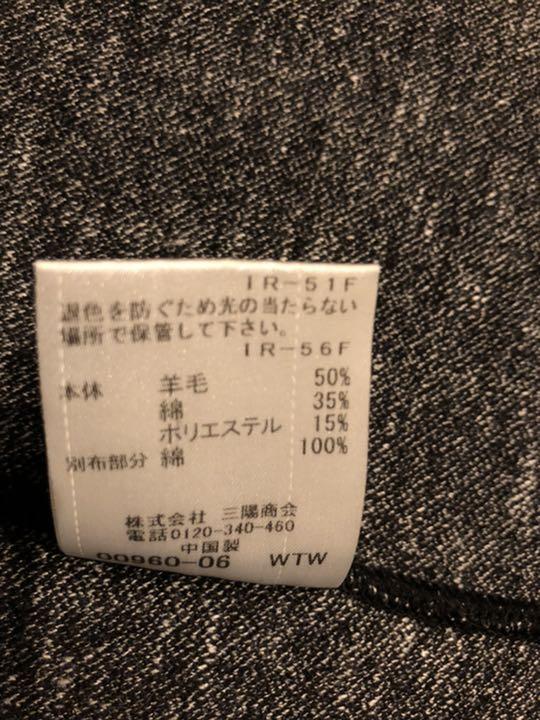 IR-51F
退色を防ぐため光の当たらない
場所で保管して下さい。
IR-56F
本体 羊毛 50%
綿 35%
ポリエステル 15%
別布部分 綿 100%
株式会社 三陽商会
電話0120-340-460
中国製
00960-06 WTW